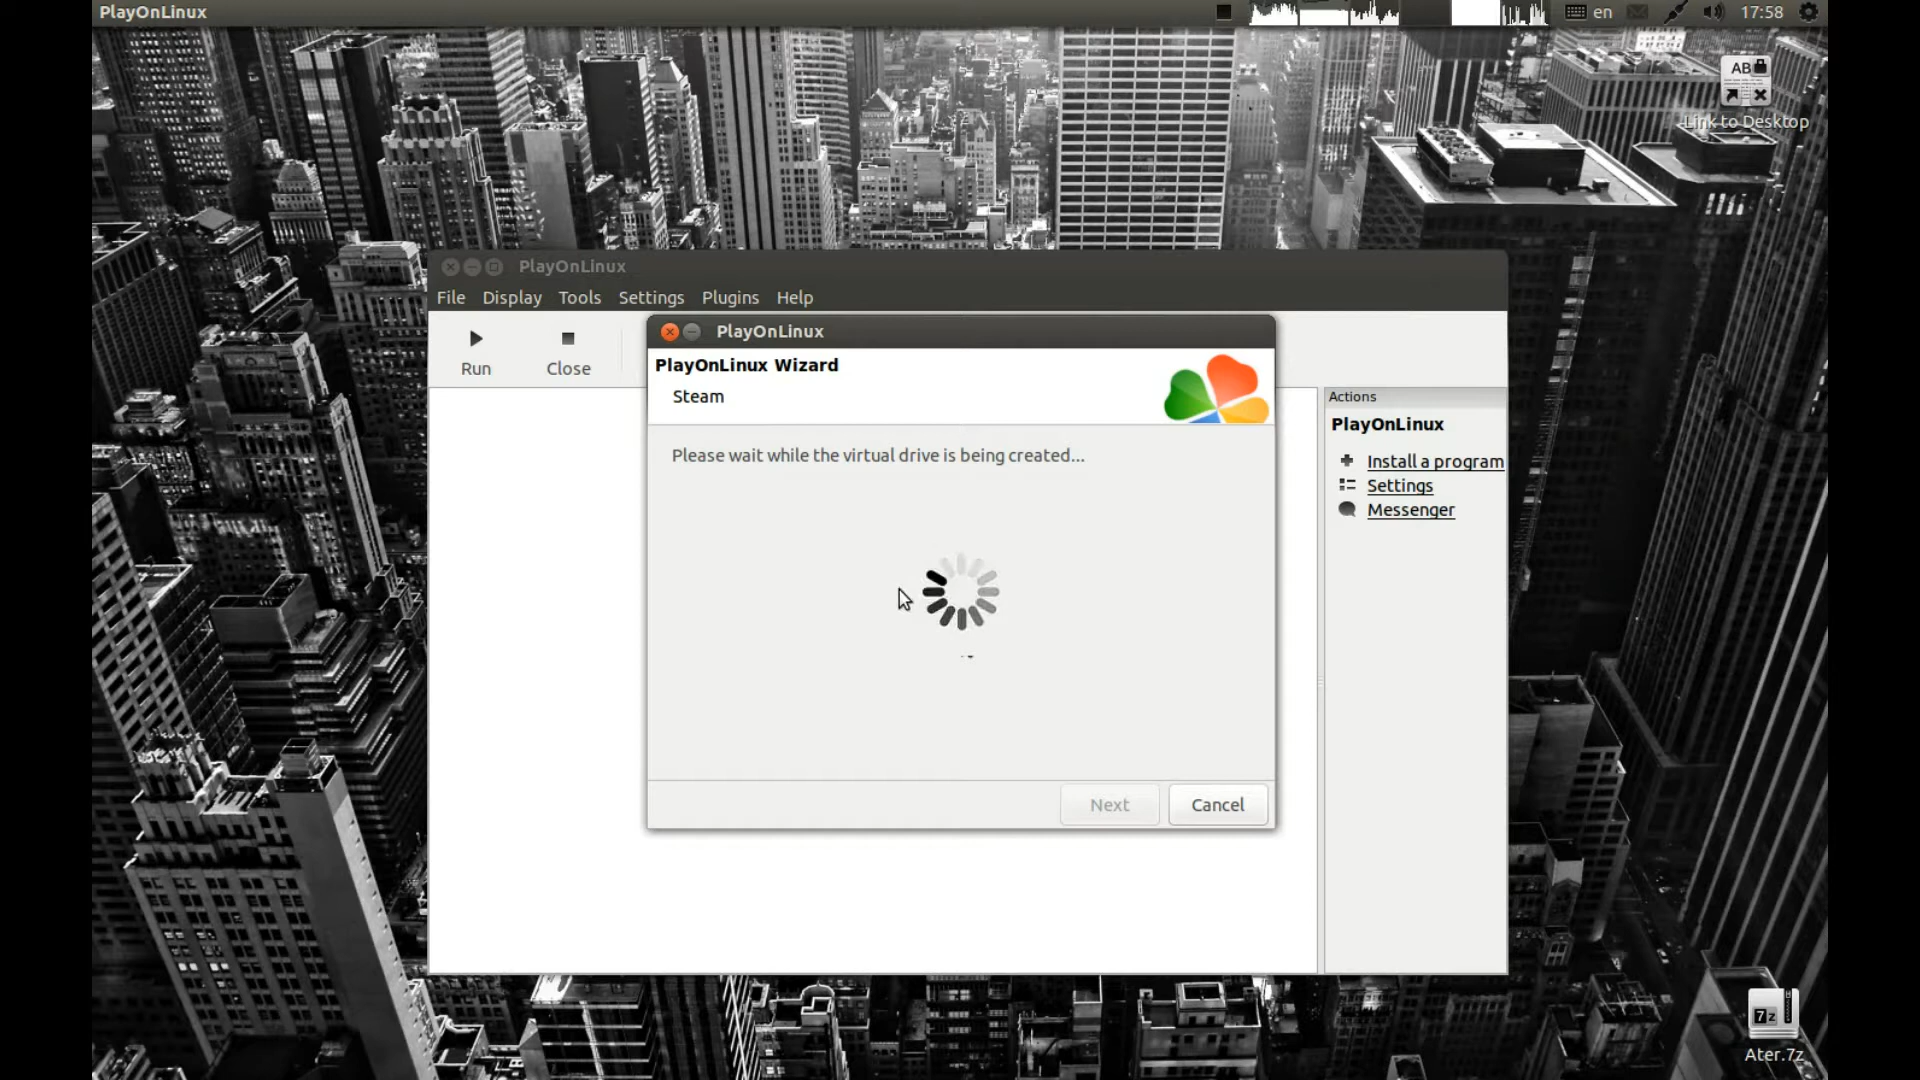 PlayOnLinux
en
17:58
AB
Link to Desktop
PlayOnLinux
File Display Tools Settings Plugins Help
Run
Close
PlayOnLinux
PlayOnLinux Wizard
Steam
Please wait while the virtual drive is being created...
Next
Cancel
Actions
PlayOnLinux
Install a program
Settings
Messenger
7z
Ater.7z